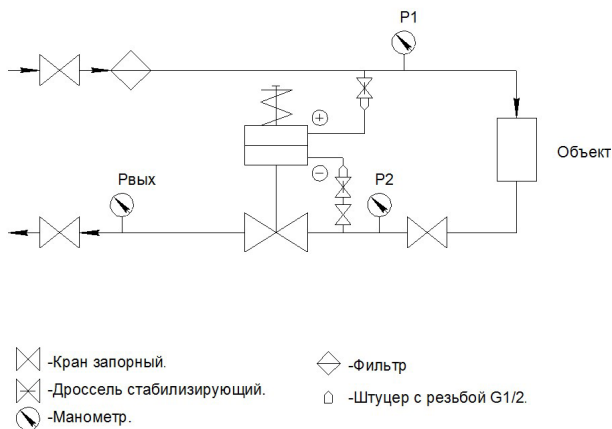 P1
+
Объект
−
Pвых
P2
-Кран запорный.
-Фильтр
-Дроссель стабилизирующий.
-Штуцер с резьбой G1/2.
-Манометр.